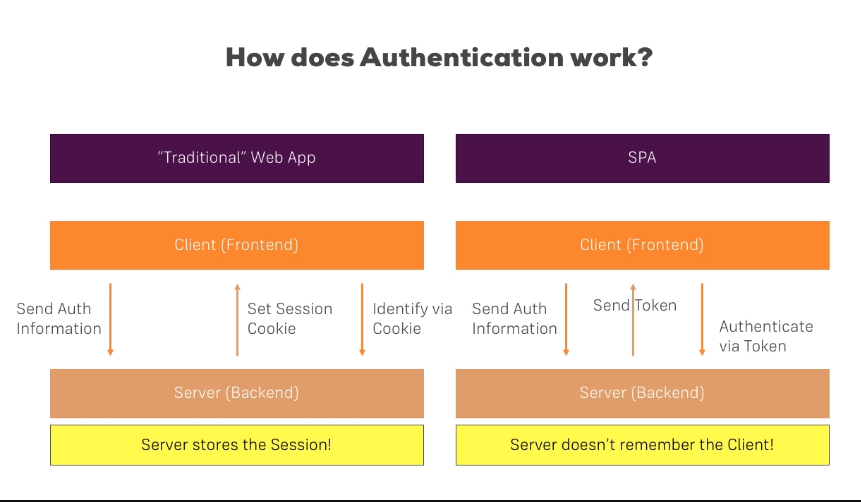 How does Authentication work?
“Traditional” Web App
SPA
Client (Frontend)
Client (Frontend)
Send Auth
Information
Set Session
Cookie
Identify via
Cookie
Send Auth
Information
Send Token
Authenticate
via Token
Server (Backend)
Server (Backend)
Server stores the Session!
Server doesn’t remember the Client!